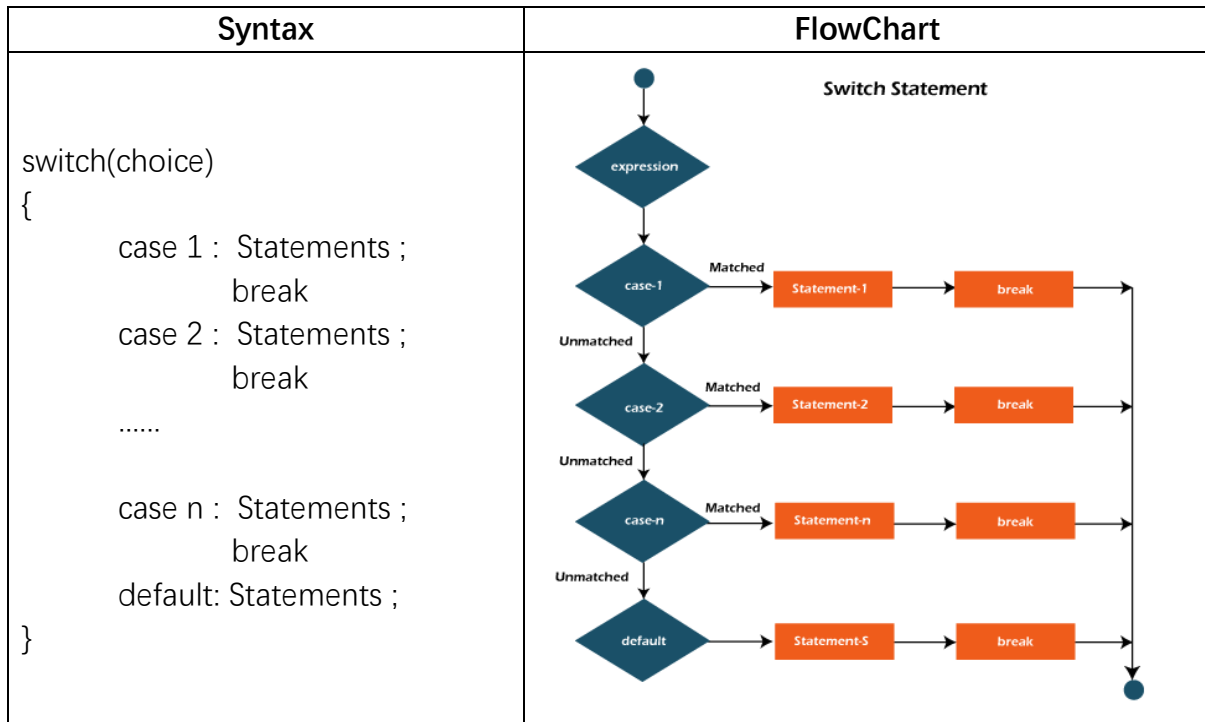 Syntax
FlowChart
switch(choice)
{
case 1 :  Statements ;
break
case 2 :  Statements ;
break
......
case n :  Statements ;
break
default: Statements ;
}
Switch Statement
expression
case-1
Matched
Statement-1
break
Unmatched
case-2
Matched
Statement-2
break
Unmatched
case-n
Matched
Statement-n
break
Unmatched
default
Statement-S
break